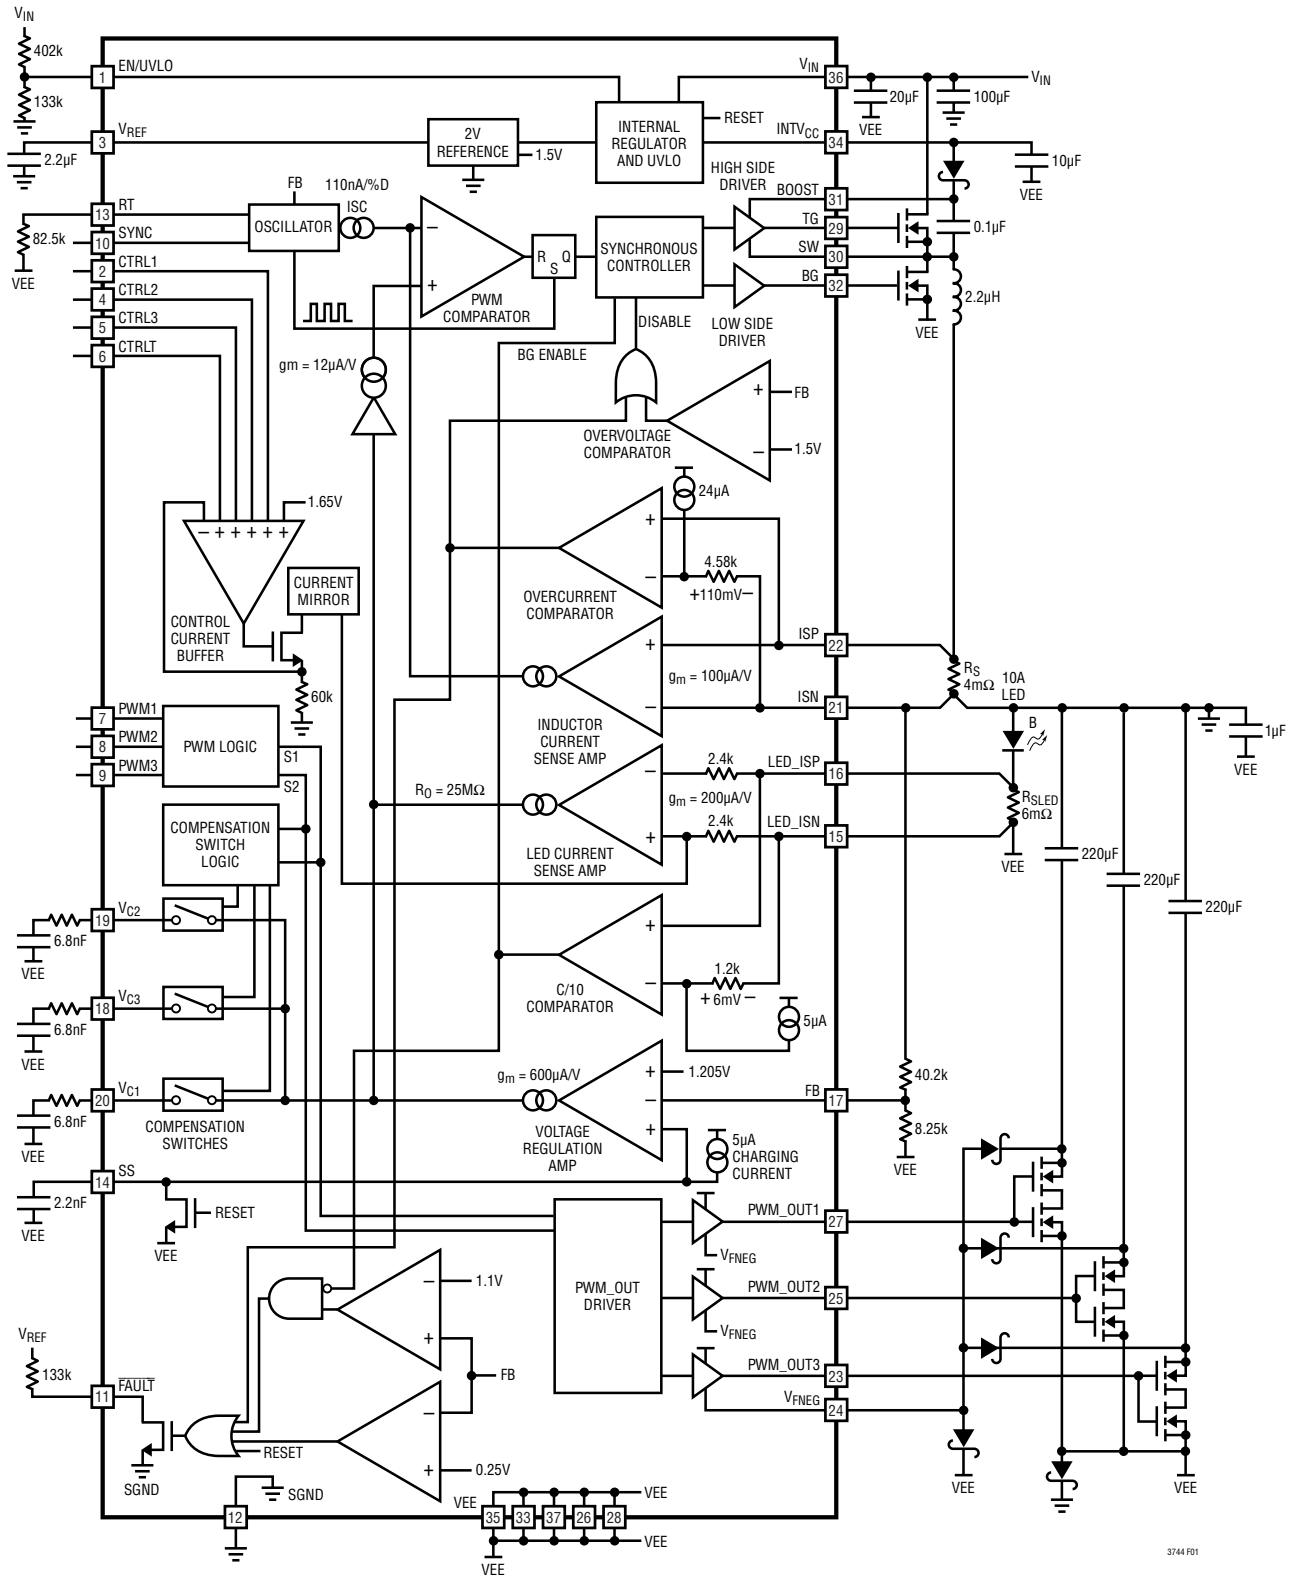 VIN
402k
1
EN/UVLO
133k
VIN
36
VIN
20µF
100µF
VEE
3
VREF
2.2µF
2V
REFERENCE
1.5V
INTERNAL
REGULATOR
AND UVLO
RESET
INTVCC
34
10µF
VEE
HIGH SIDE
DRIVER
BOOST
31
TG
29
SW
30
BG
32
0.1µF
2.2µH
VEE
13
RT
82.5k
VEE
10
SYNC
FB
OSCILLATOR
110nA/%D
ISC
−
+
PWM
COMPARATOR
R
S
Q
SYNCHRONOUS
CONTROLLER
LOW SIDE
DRIVER
DISABLE
BG ENABLE
2
CTRL1
4
CTRL2
5
CTRL3
6
CTRLT
gm = 12µA/V
OVERVOLTAGE
COMPARATOR
+
FB
−
1.5V
1.65V
− + + + + +
CONTROL
CURRENT
BUFFER
CURRENT
MIRROR
60k
24µA
+
−
4.58k
+110mV−
OVERCURRENT
COMPARATOR
+
gm = 100µA/V
−
INDUCTOR
CURRENT
SENSE AMP
ISP
22
ISN
21
RS
4mΩ
10A
LED
B
1µF
VEE
7
PWM1
8
PWM2
9
PWM3
PWM LOGIC
S1
S2
RO = 25MΩ
−
gm = 200µA/V
+
2.4k
2.4k
LED CURRENT
SENSE AMP
LED_ISP
16
LED_ISN
15
RSLED
6mΩ
VEE
220µF
220µF
220µF
COMPENSATION
SWITCH
LOGIC
19
VC2
6.8nF
VEE
18
VC3
6.8nF
VEE
20
VC1
6.8nF
VEE
COMPENSATION
SWITCHES
+
−
C/10
COMPARATOR
1.2k
+ 6mV −
5µA
gm = 600µA/V
+
1.205V
−
+
VOLTAGE
REGULATION
AMP
FB
17
40.2k
8.25k
VEE
5µA
CHARGING
CURRENT
14
SS
2.2nF
VEE
RESET
VEE
PWM_OUT
DRIVER
PWM_OUT1
27
VFNEG
PWM_OUT2
25
VFNEG
PWM_OUT3
23
VFNEG
24
VEE
VEE
−
1.1V
+
FB
−
+
0.25V
VREF
133k
11
FAULT
SGND
RESET
12
SGND
VEE
35
33
37
26
28
VEE
VEE
VEE
3744 F01